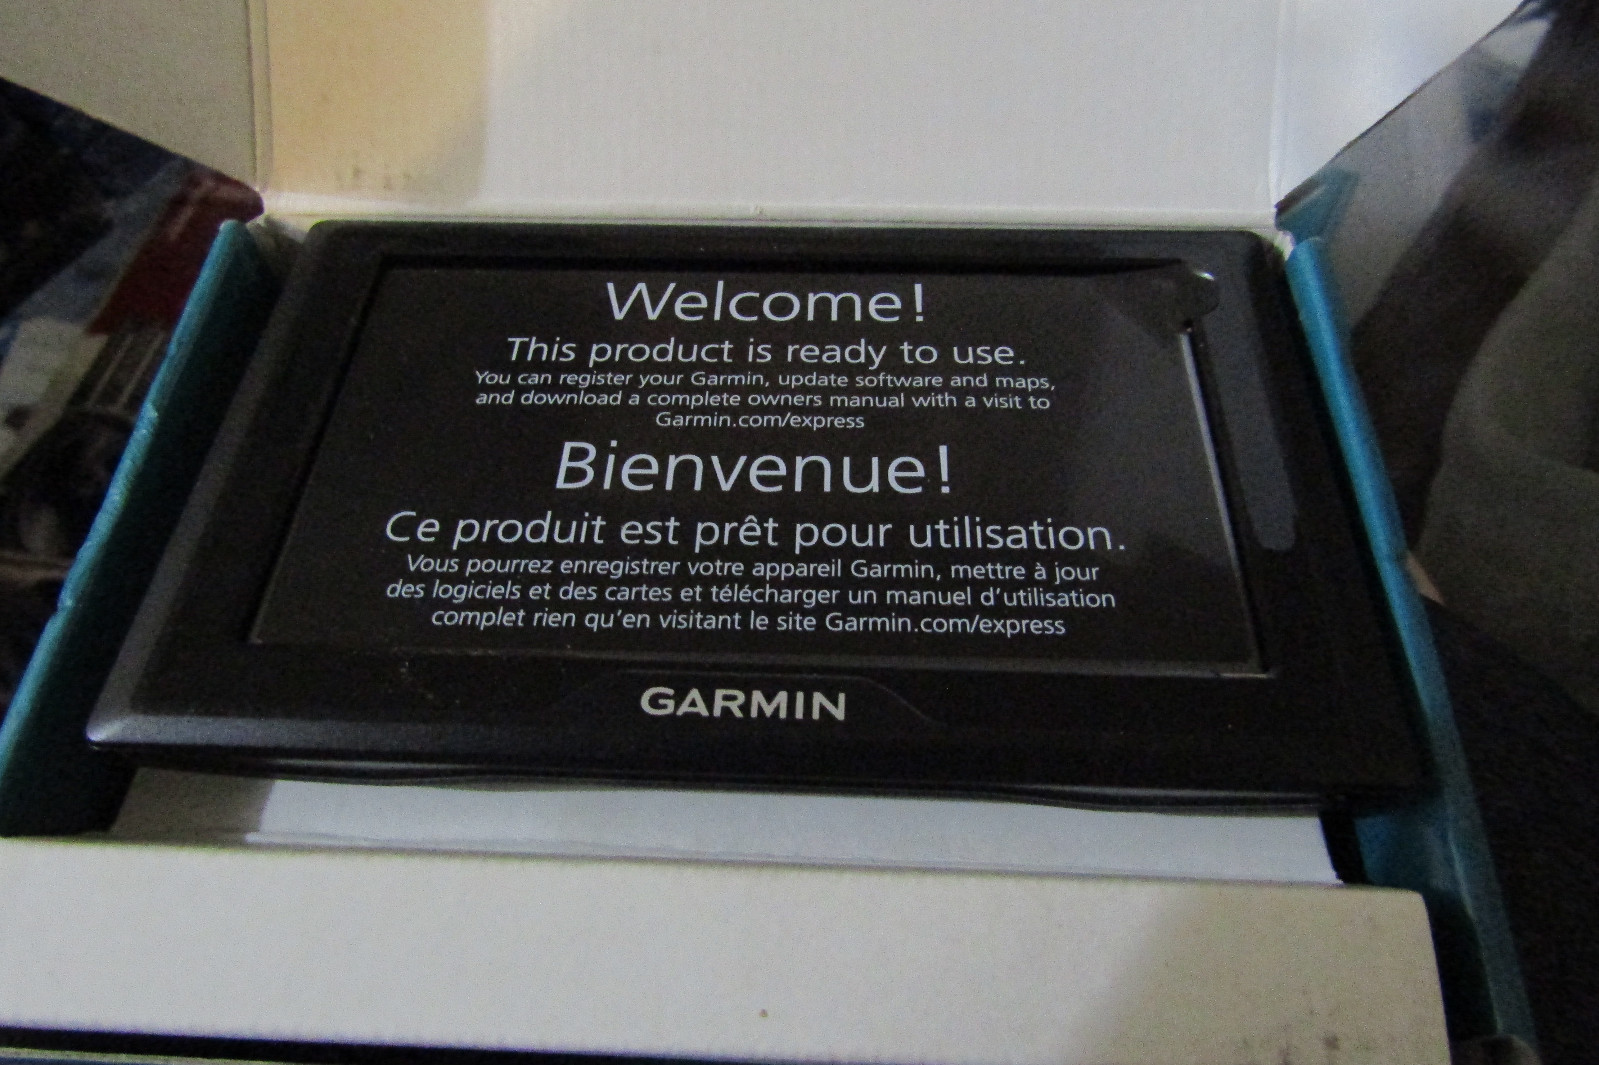 Welcome!
This product is ready to use.
You can register your Garmin, update software and maps,
and download a complete owners manual with a visit to
Garmin.com/express
Bienvenue!
Ce produit est prêt pour utilisation.
Vous pourrez enregistrer votre appareil Garmin, mettre à jour
des logiciels et des cartes et télécharger un manuel d'utilisation
complet rien qu'en visitant le site Garmin.com/express
GARMIN